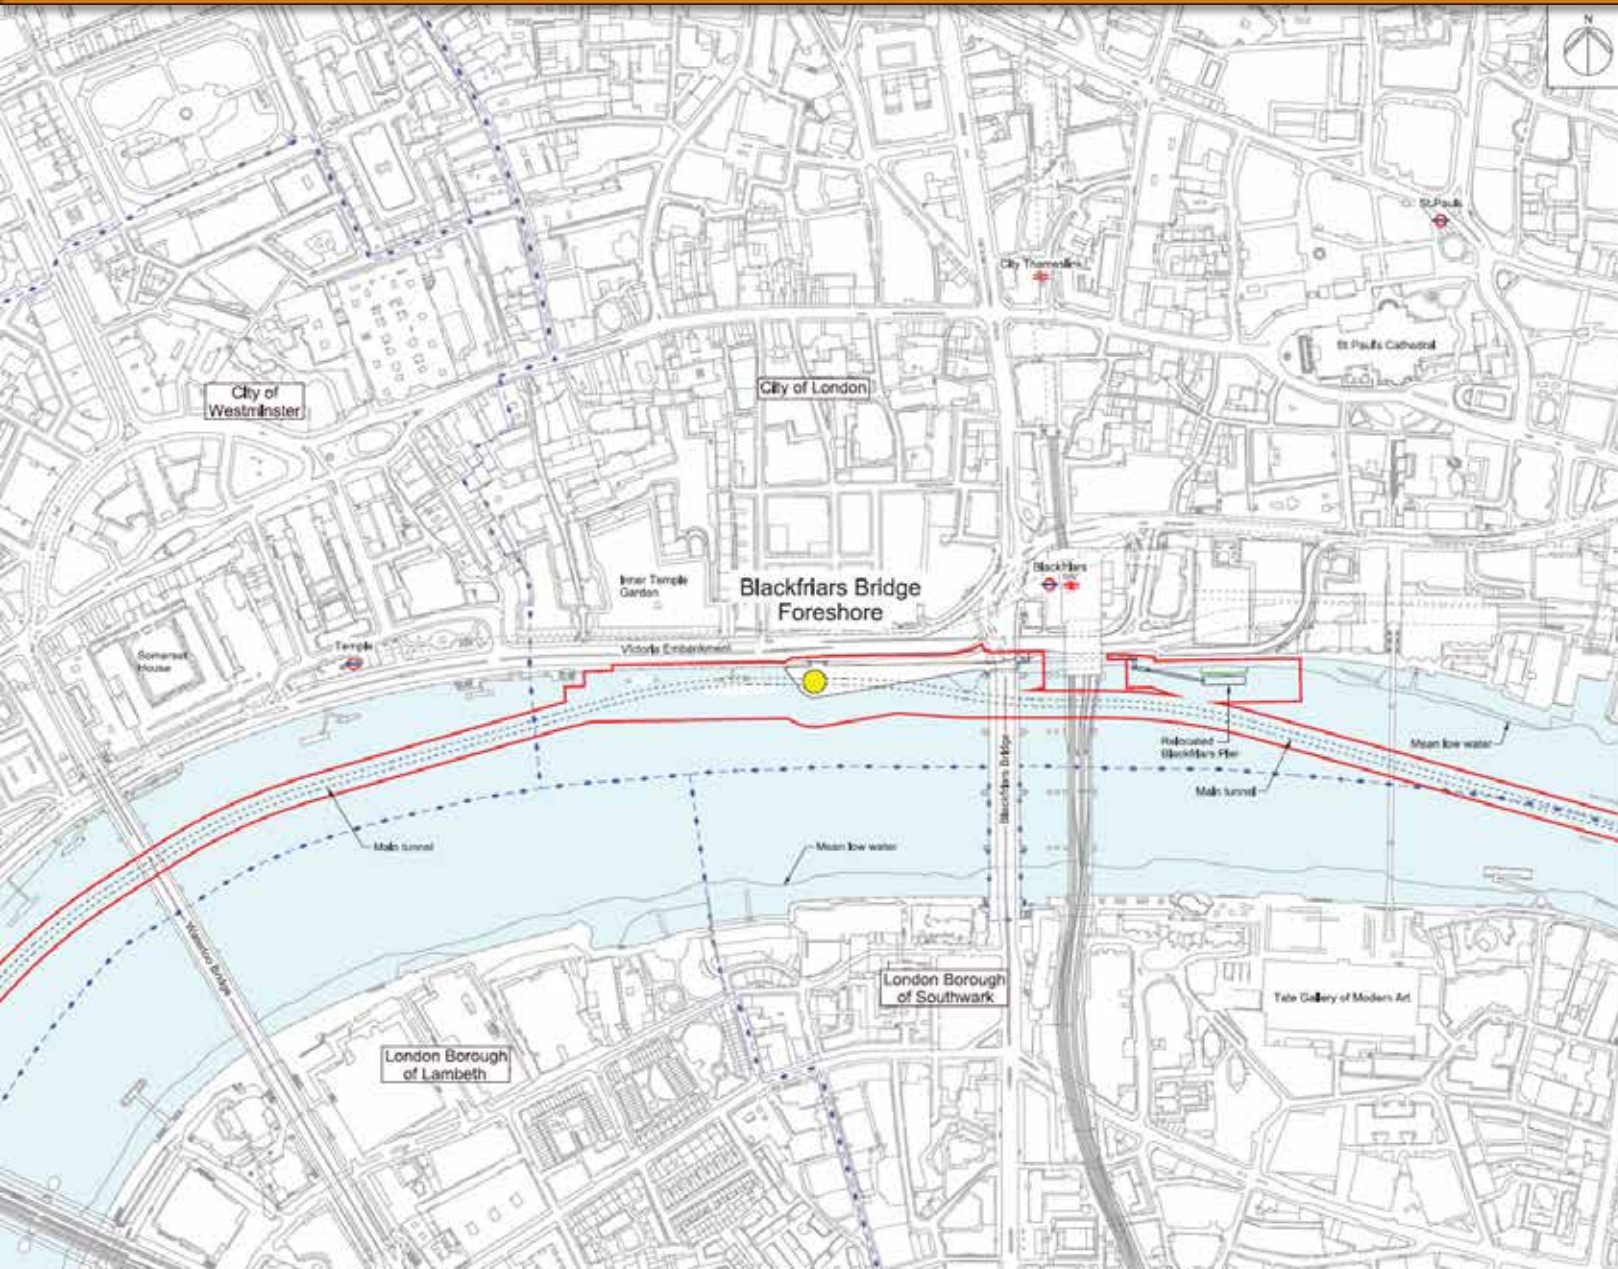 N
St.Pauls
City Thameslink
St Pauls Cathedral
City of
Westminster
City of London
Blackfriars
Inner Temple
Garden
Blackfriars Bridge
Foreshore
Victoria Embankment
Temple
Somerset
House
Relocated
Blackfriars Pier
Mean low water
Main tunnel
Blackfriars Bridge
Main tunnel
Mean low water
Waterloo Bridge
London Borough
of Southwark
Tate Gallery of Modern Art
London Borough
of Lambeth